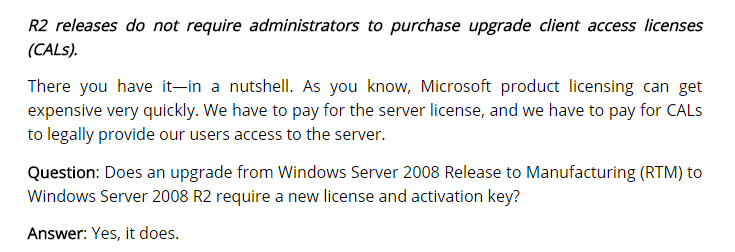 R2 releases do not require administrators to purchase upgrade client access licenses
(CALs).
There you have it—in a nutshell. As you know, Microsoft product licensing can get
expensive very quickly. We have to pay for the server license, and we have to pay for CALs
to legally provide our users access to the server.
Question: Does an upgrade from Windows Server 2008 Release to Manufacturing (RTM) to
Windows Server 2008 R2 require a new license and activation key?
Answer: Yes, it does.